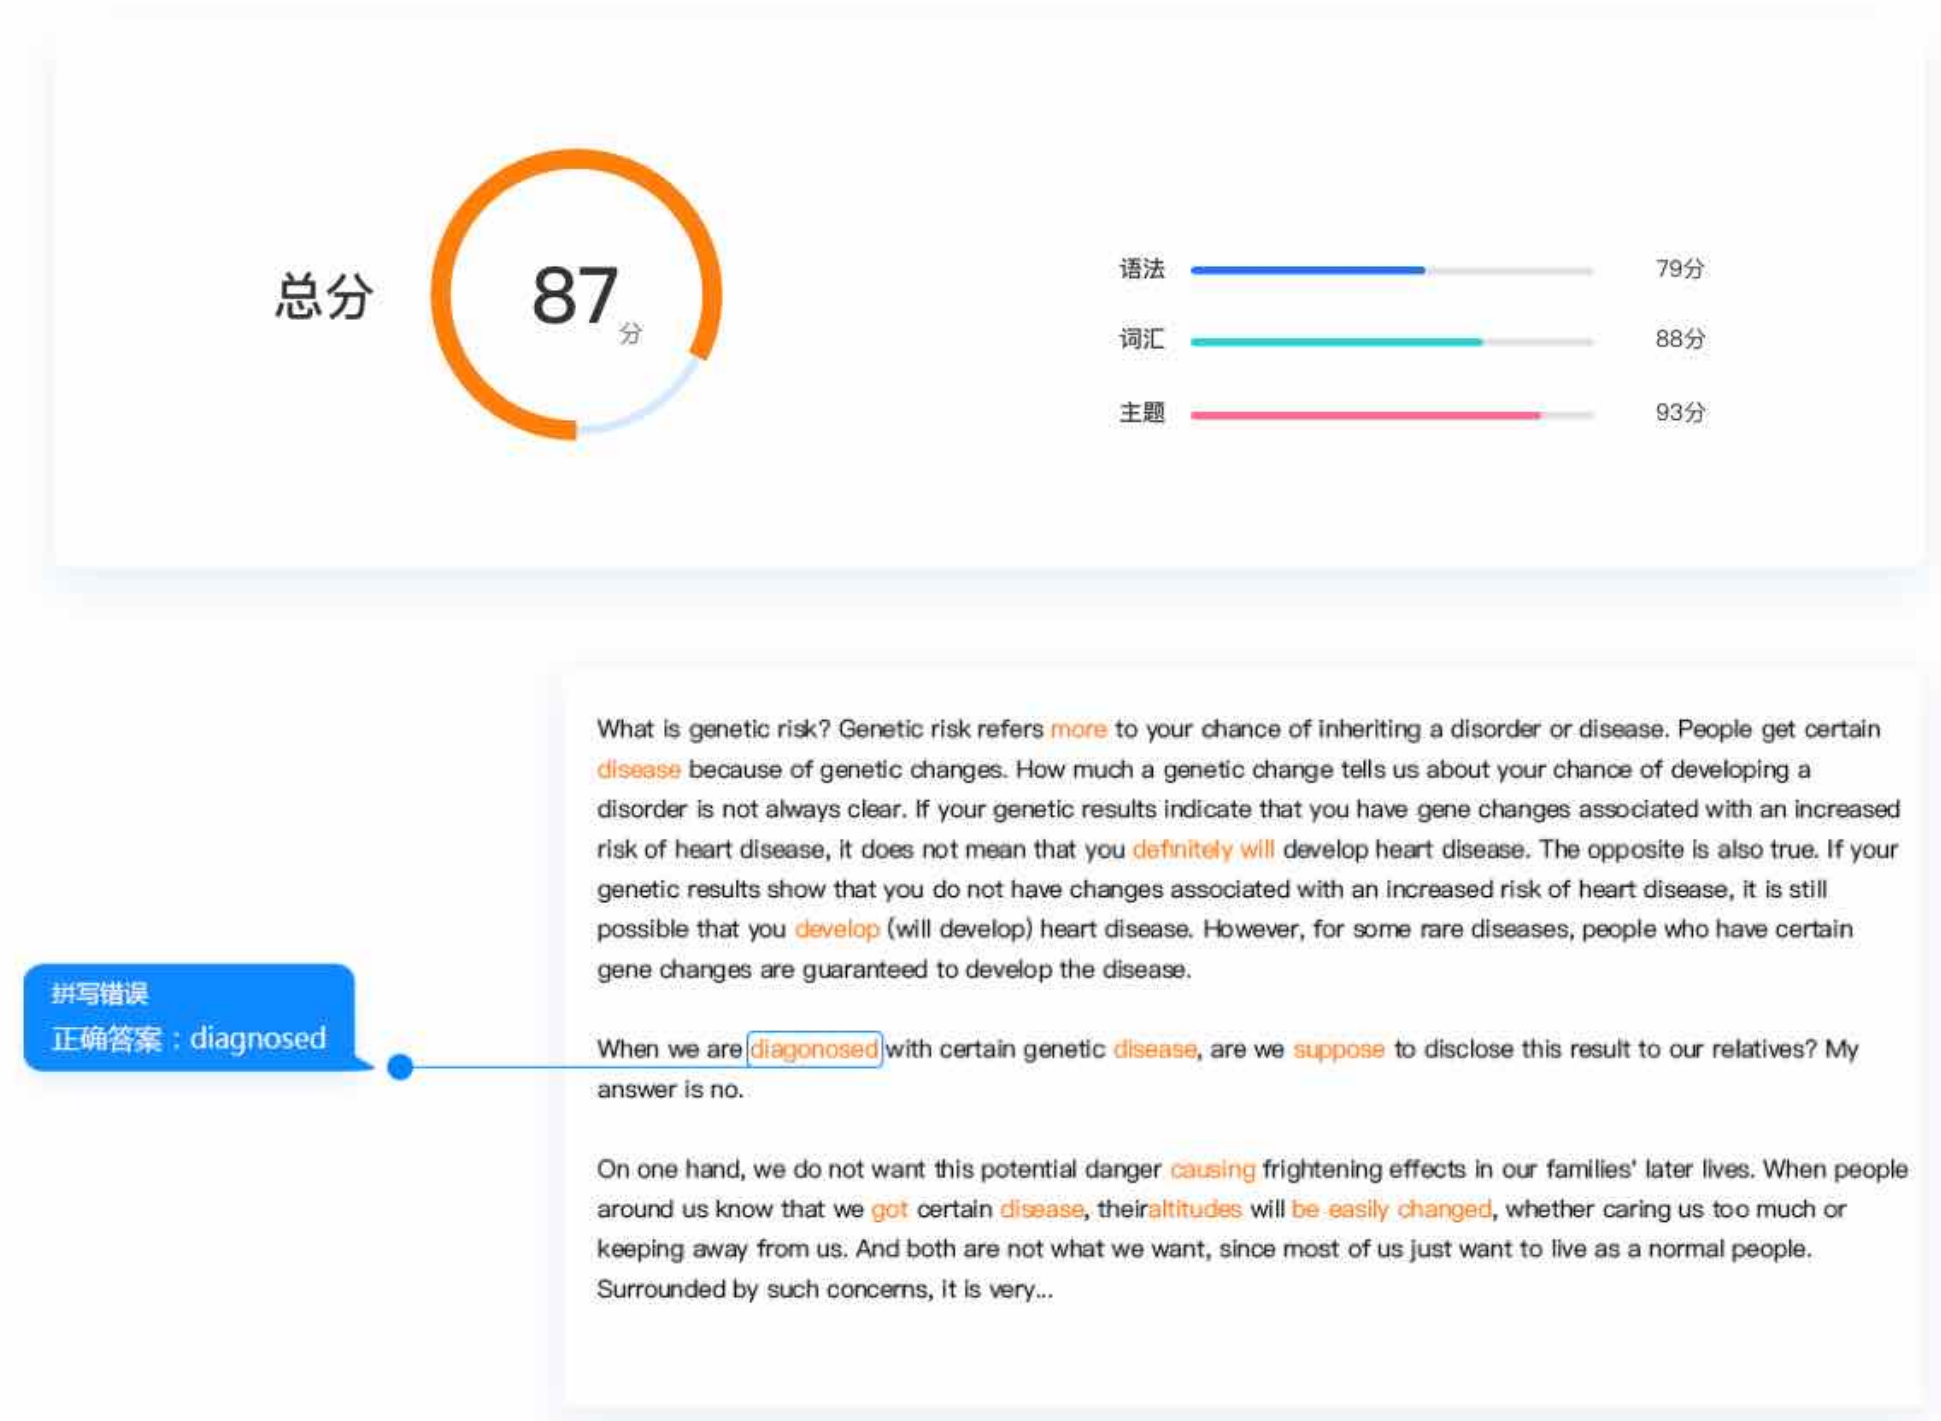 总分
87分
语法 79分
词汇 88分
主题 93分
What is genetic risk? Genetic risk refers more to your chance of inheriting a disorder or disease. People get certain
disease because of genetic changes. How much a genetic change tells us about your chance of developing a
disorder is not always clear. If your genetic results indicate that you have gene changes associated with an increased
risk of heart disease, it does not mean that you definitely will develop heart disease. The opposite is also true. If your
genetic results show that you do not have changes associated with an increased risk of heart disease, it is still
possible that you develop (will develop) heart disease. However, for some rare diseases, people who have certain
gene changes are guaranteed to develop the disease.
拼写错误
正确答案：diagnosed
When we are diagonosed with certain genetic disease, are we suppose to disclose this result to our relatives? My
answer is no.
On one hand, we do not want this potential danger causing frightening effects in our families' later lives. When people
around us know that we got certain disease, theiraltitudes will be easily changed, whether caring us too much or
keeping away from us. And both are not what we want, since most of us just want to live as a normal people.
Surrounded by such concerns, it is very...